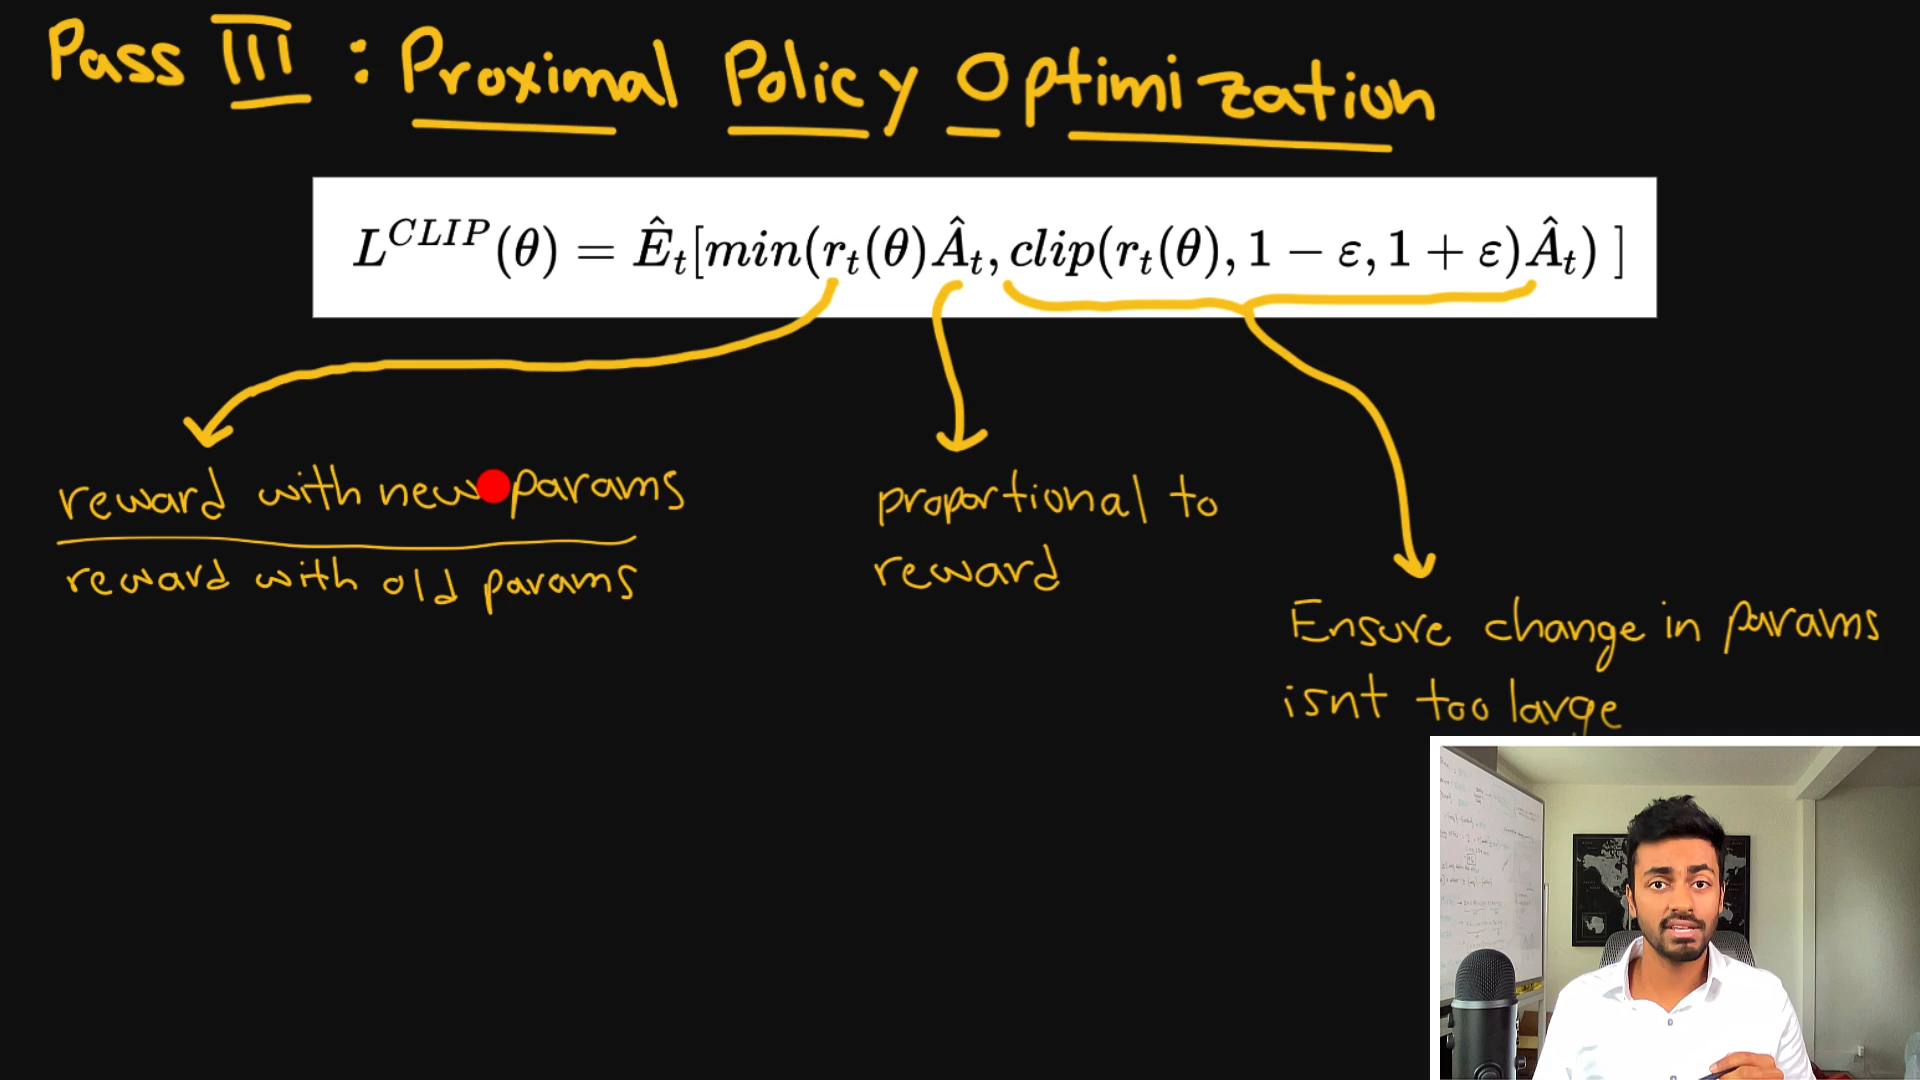 Pass III : Proximal Policy Optimization
L^{CLIP}(θ) = Ê_t[min(r_t(θ)Â_t, clip(r_t(θ), 1 − ε, 1 + ε)Â_t) ]
reward with new params
reward with old params
proportional to
reward
Ensure change in params
isnt too large